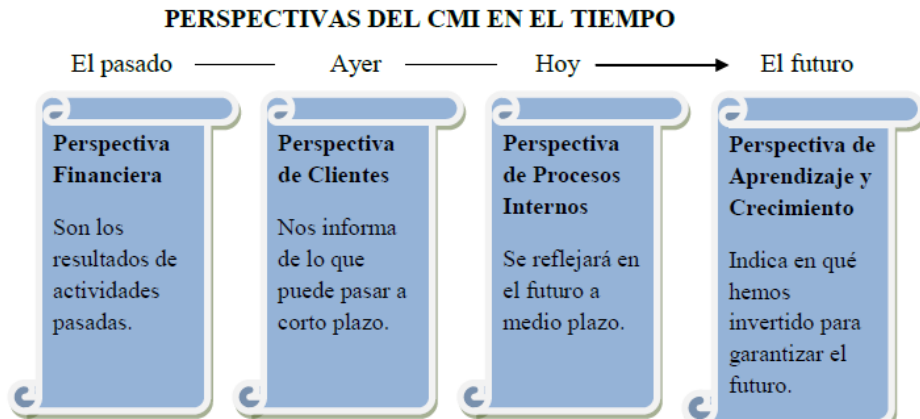 PERSPECTIVAS DEL CMI EN EL TIEMPO
El pasado
Ayer
Hoy
El futuro
Perspectiva
Financiera
Son los
resultados de
actividades
pasadas.
Perspectiva
de Clientes
Nos informa
de lo que
puede pasar a
corto plazo.
Perspectiva
de Procesos
Internos
Se reflejará en
el futuro a
medio plazo.
Perspectiva de
Aprendizaje y
Crecimiento
Indica en qué
hemos
invertido para
garantizar el
futuro.